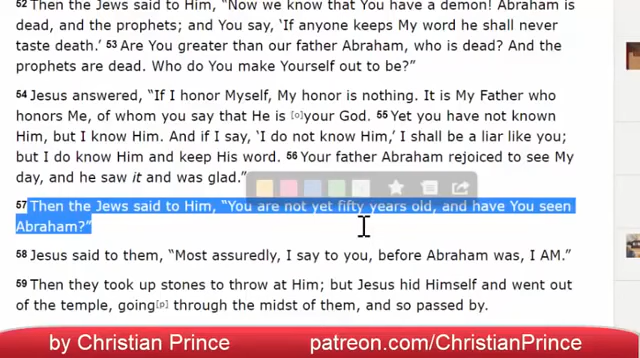 52 Then the Jews said to Him, “Now we know that You have a demon! Abraham is
dead, and the prophets; and You say, ‘If anyone keeps My word he shall never
taste death.’ 53 Are You greater than our father Abraham, who is dead? And the
prophets are dead. Who do You make Yourself out to be?”
54 Jesus answered, “If I honor Myself, My honor is nothing. It is My Father who
honors Me, of whom you say that He is [o]your God. 55 Yet you have not known
Him, but I know Him. And if I say, ‘I do not know Him,’ I shall be a liar like you;
but I do know Him and keep His word. 56 Your father Abraham rejoiced to see My
day, and he saw it and was glad.”
57 Then the Jews said to Him, “You are not yet fifty years old, and have You seen
Abraham?”
58 Jesus said to them, “Most assuredly, I say to you, before Abraham was, I AM.”
59 Then they took up stones to throw at Him; but Jesus hid Himself and went out
of the temple, going[p] through the midst of them, and so passed by.
by Christian Prince patreon.com/ChristianPrince